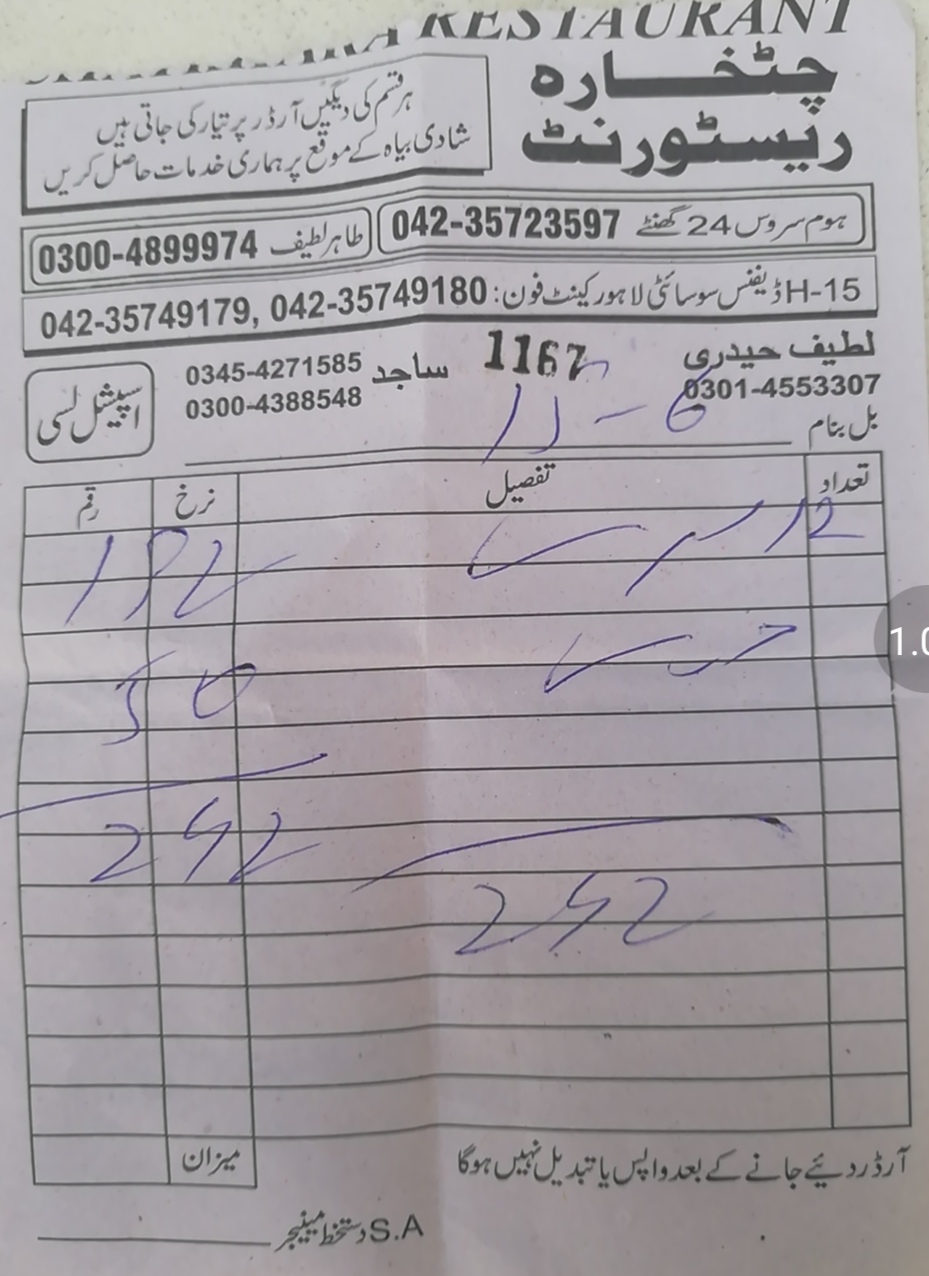 RESTAURANT
چٹخارہ
ریسٹورنٹ
ہر قسم کی دیگیں آرڈر پر تیار کی جاتی ہیں
شادی بیاہ کے موقع پر ہماری خدمات حاصل کریں
ہوم سروس 24 گھنٹے 042-35723597
طاہر لطیف 0300-4899974
H-15 ڈیفنس سوسائٹی لاہور کینٹ فون: 042-35749179, 042-35749180
لطیف حیدری
0301-4553307
1167
ساجد 0345-4271585
0300-4388548
اسپیشل لسی
بل بنام
11-6
تعداد تفصیل نرخ رقم
12 192
50
242
242
میزان
آرڈر دیئے جانے کے بعد واپس یا تبدیل نہیں ہوگا
S.A دستخط مینیجر
1.0